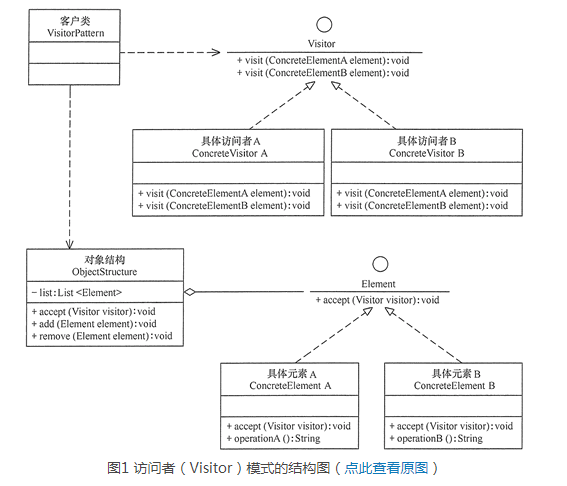 客户类
VisitorPattern
Visitor
+ visit (ConcreteElementA element):void
+ visit (ConcreteElementB element):void
具体访问者 A
ConcreteVisitor A
+ visit (ConcreteElementA element):void
+ visit (ConcreteElementB element):void
具体访问者 B
ConcreteVisitor B
+ visit (ConcreteElementA element):void
+ visit (ConcreteElementB element):void
对象结构
ObjectStructure
- list:List <Element>
+ accept (Visitor visitor):void
+ add (Element element):void
+ remove (Element element):void
Element
+ accept (Visitor visitor):void
具体元素 A
ConcreteElement A
+ accept (Visitor visitor):void
+ operationA ():String
具体元素 B
ConcreteElement B
+ accept (Visitor visitor):void
+ operationB ():String
图1 访问者（Visitor）模式的结构图（点此查看原图）